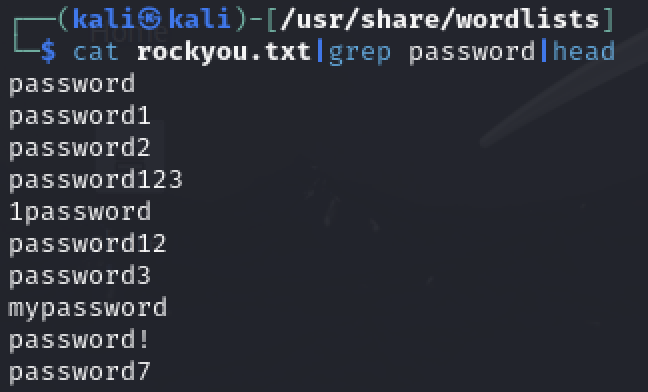 ┌──(kali㉿kali)-[/usr/share/wordlists]
└─$ cat rockyou.txt|grep password|head
password
password1
password2
password123
1password
password12
password3
mypassword
password!
password7